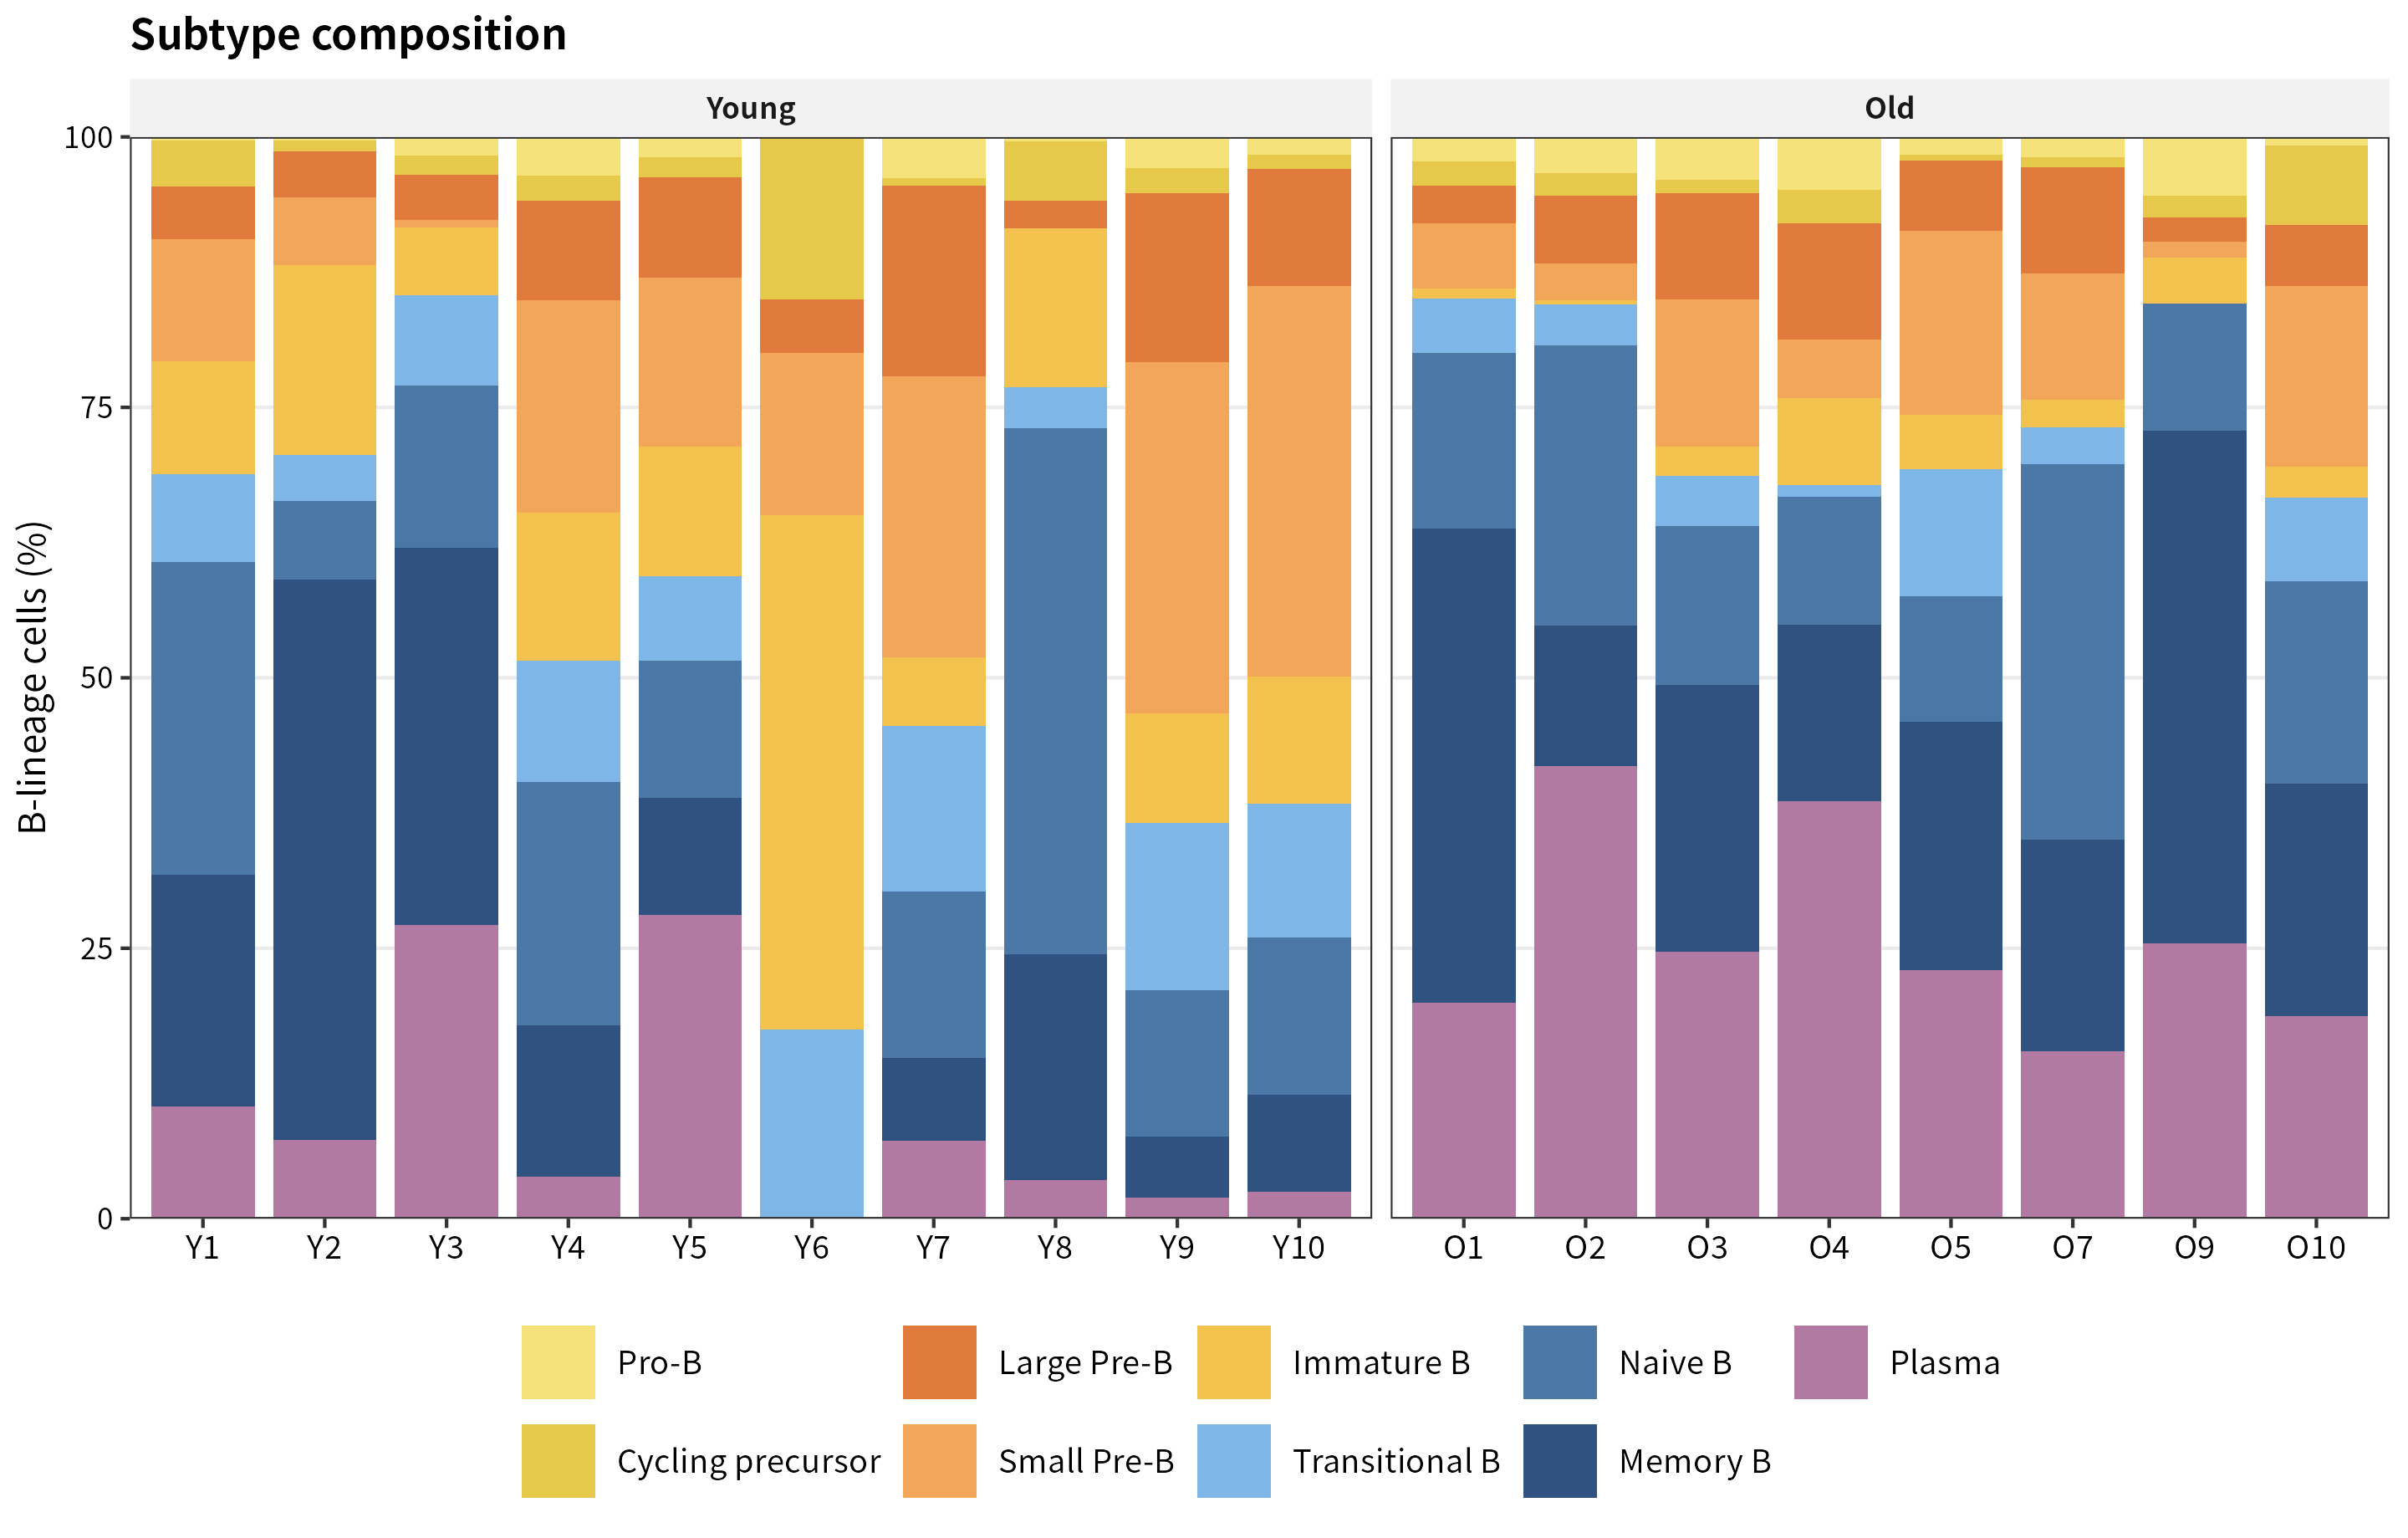 Subtype composition
Young
Old
B-lineage cells (%)
100
75
50
25
0
Y1 Y2 Y3 Y4 Y5 Y6 Y7 Y8 Y9 Y10
O1 O2 O3 O4 O5 O7 O9 O10
Pro-B
Large Pre-B
Immature B
Naive B
Plasma
Cycling precursor
Small Pre-B
Transitional B
Memory B